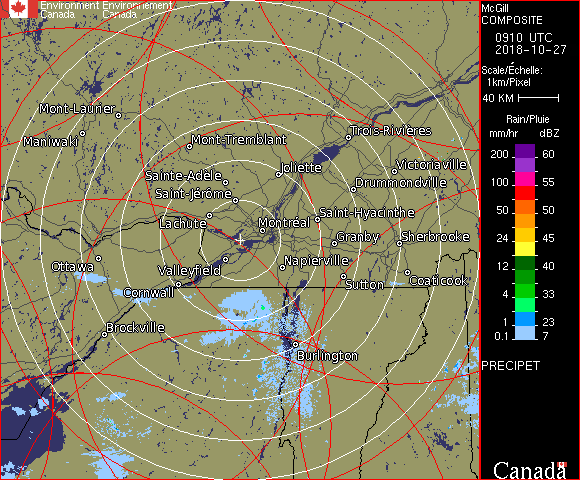 Environment Environnement
Canada Canada
McGill
COMPOSITE
0910 UTC
2018-10-27
Scale/Échelle:
1km/Pixel
40 KM
Rain/Pluie
mm/hr dBZ
200 60
100 55
50 50
24 45
12 40
4 33
1 23
0.1 7
PRECIPET
Canada
Mont-Laurier
Maniwaki
Mont-Tremblant
Trois-Rivières
Joliette
Victoriaville
Sainte-Adèle
Saint-Jérôme
Drummondville
Lachute
Montréal
Saint-Hyacinthe
Granby
Sherbrooke
Ottawa
Valleyfield
Napierville
Cornwall
Sutton
Coaticook
Brockville
Burlington